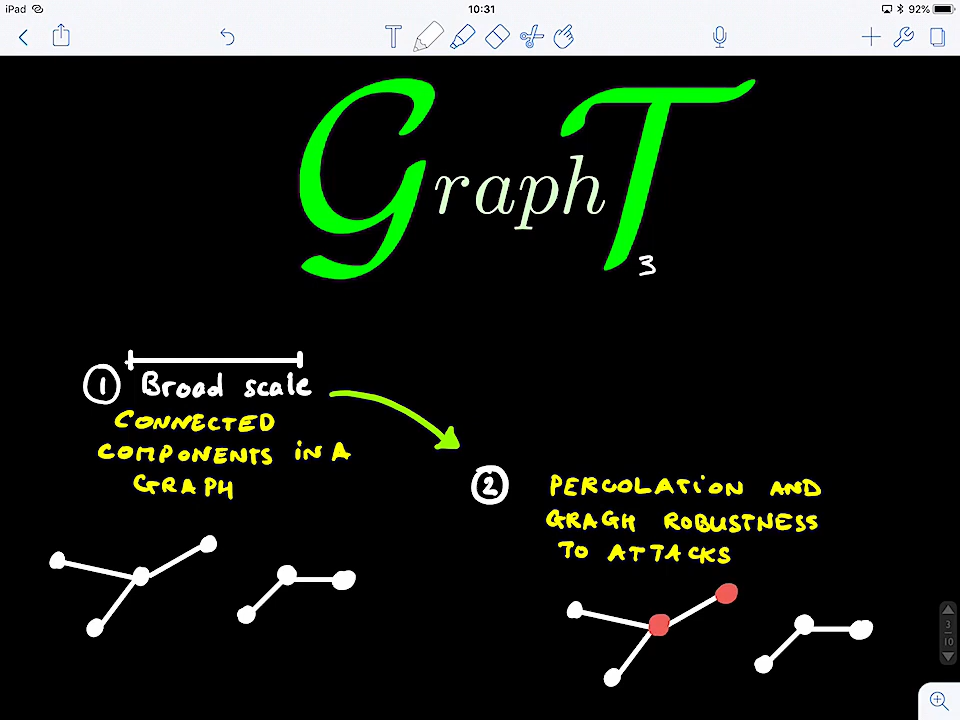 iPad
10:31
92%
T
GraphT
3
1 Broad scale
CONNECTED
COMPONENTS IN A
GRAPH
2 PERCOLATION AND
GRAGH ROBUSTNESS
TO ATTACKS
3
10